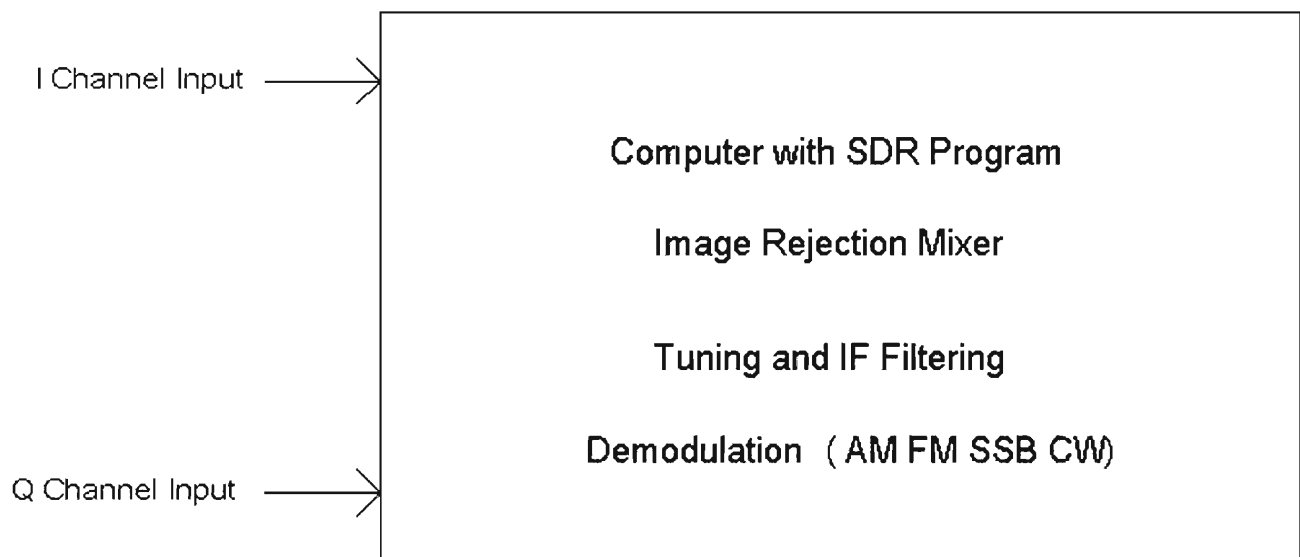 I Channel Input
Computer with SDR Program
Image Rejection Mixer
Tuning and IF Filtering
Demodulation ( AM FM SSB CW)
Q Channel Input